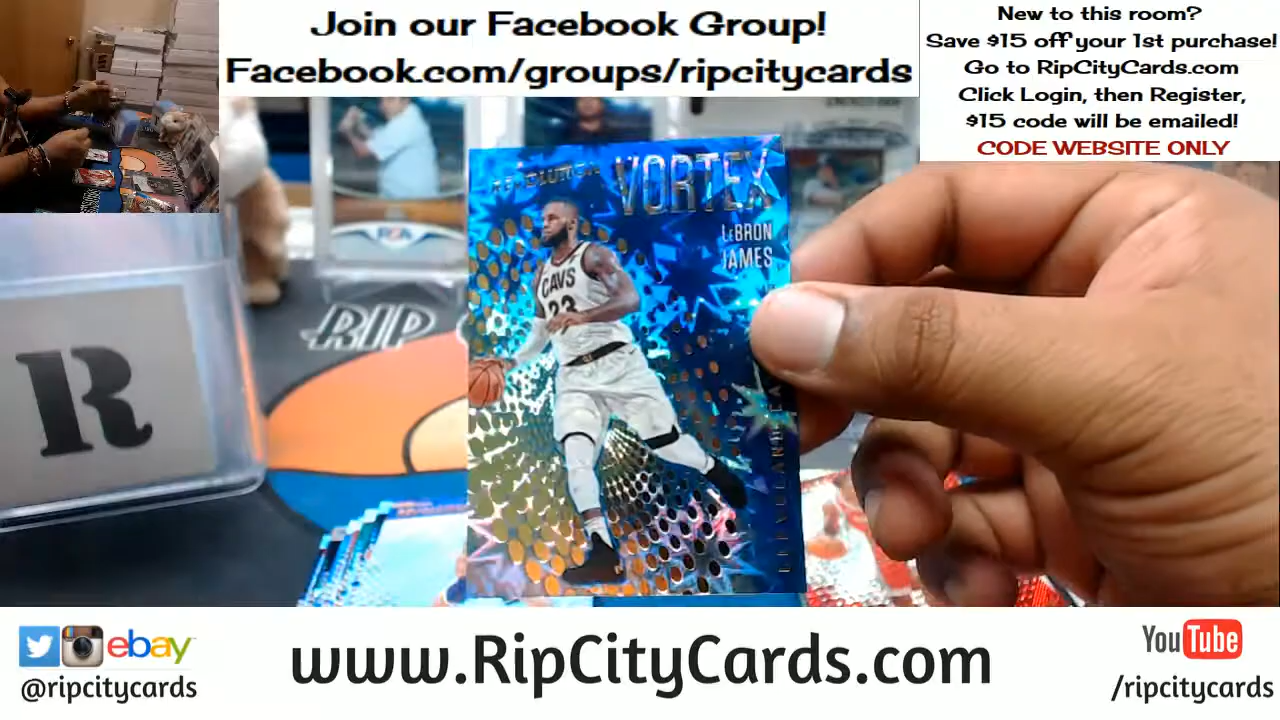 Join our Facebook Group!
Facebook.com/groups/ripcitycards
New to this room?
Save $15 off your 1st purchase!
Go to RipCityCards.com
Click Login, then Register,
$15 code will be emailed!
CODE WEBSITE ONLY
REVOLUTION
VORTEX
LeBRON
JAMES
CAVS
23
CLEVELAND
RIP
R
ebay
@ripcitycards
www.RipCityCards.com
YouTube
/ripcitycards